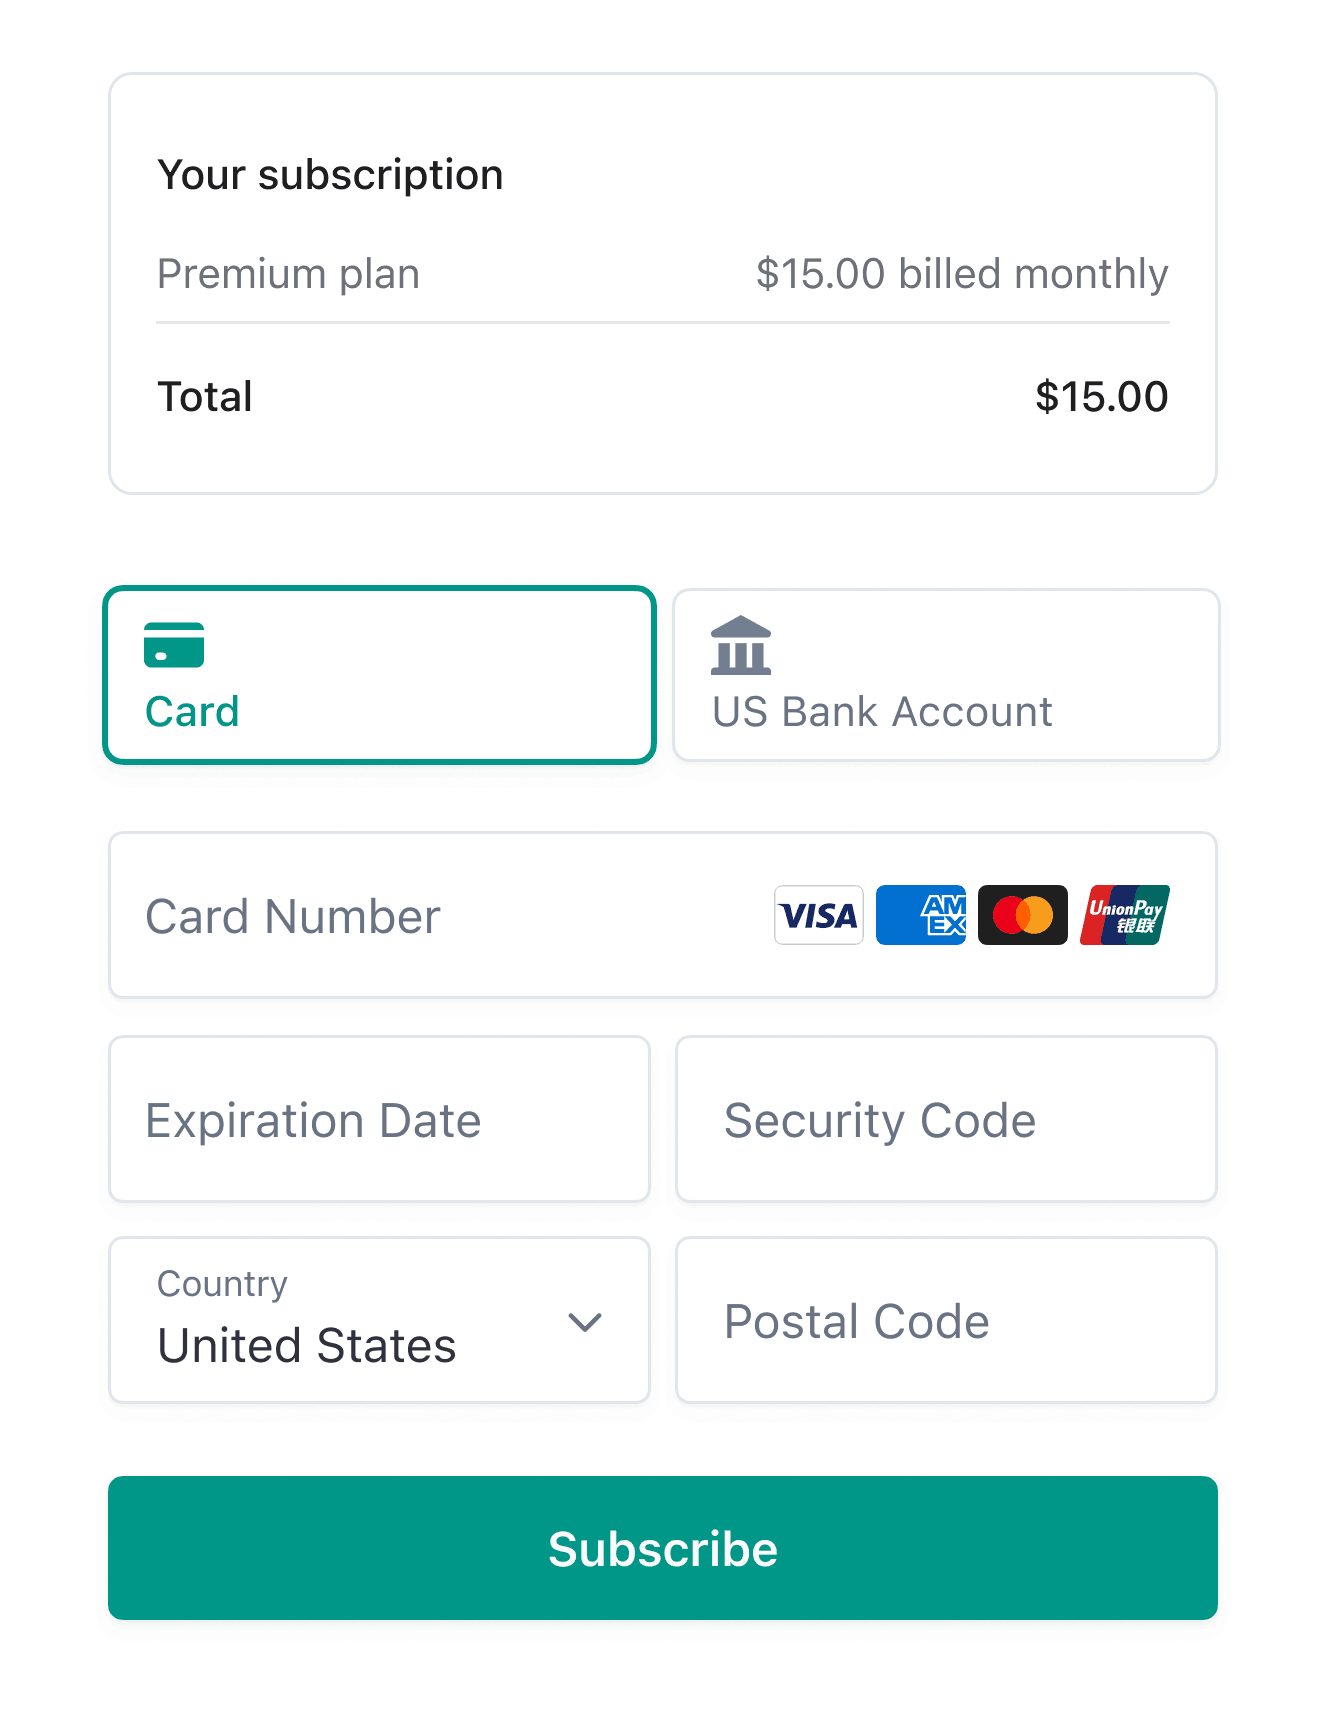 Your subscription
Premium plan $15.00 billed monthly
Total $15.00
Card
US Bank Account
Card Number VISA AM EX UnionPay 银联
Expiration Date
Security Code
Country
United States
Postal Code
Subscribe